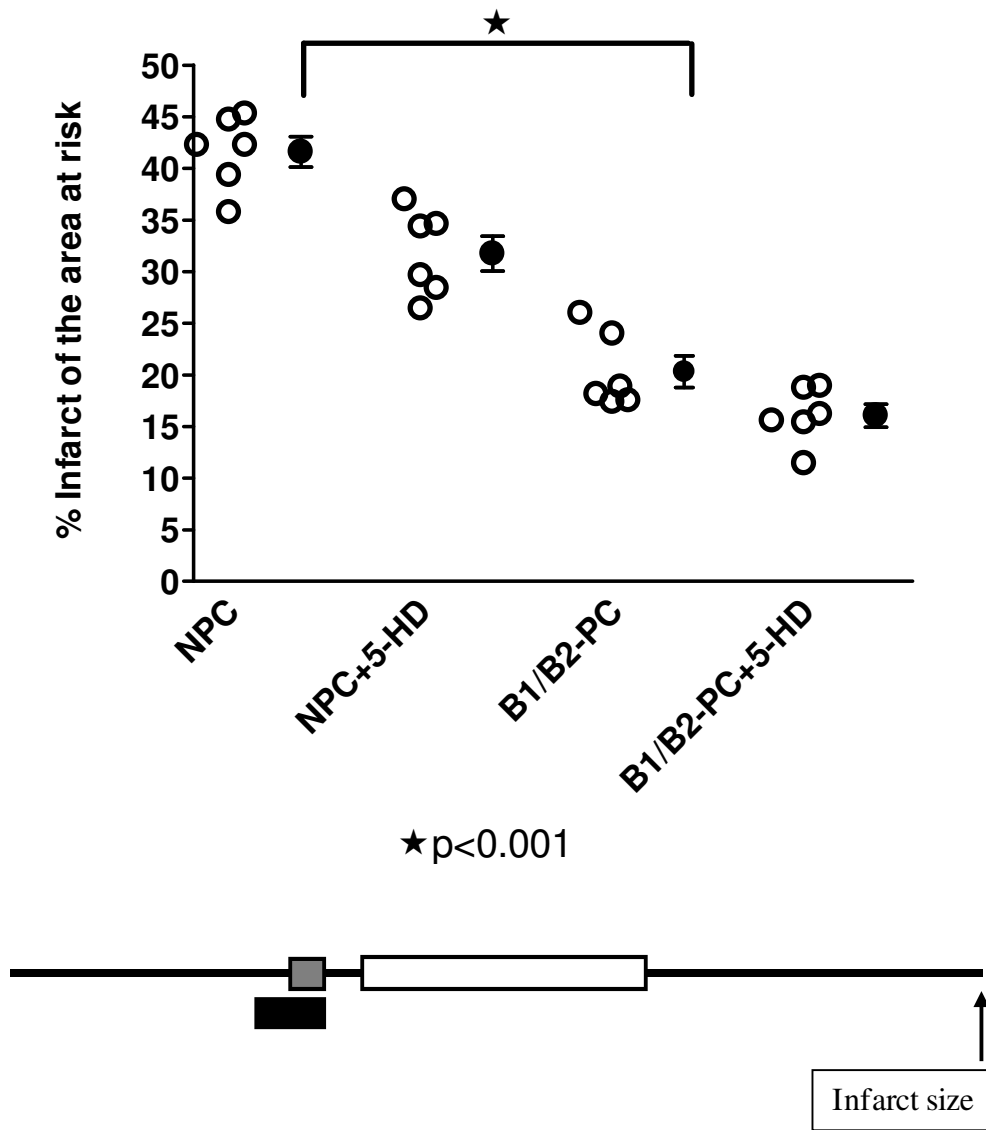 ★
% Infarct of the area at risk
50
45
40
35
30
25
20
15
10
5
0
NPC
NPC+5-HD
B1/B2-PC
B1/B2-PC+5-HD
★p<0.001
Infarct size